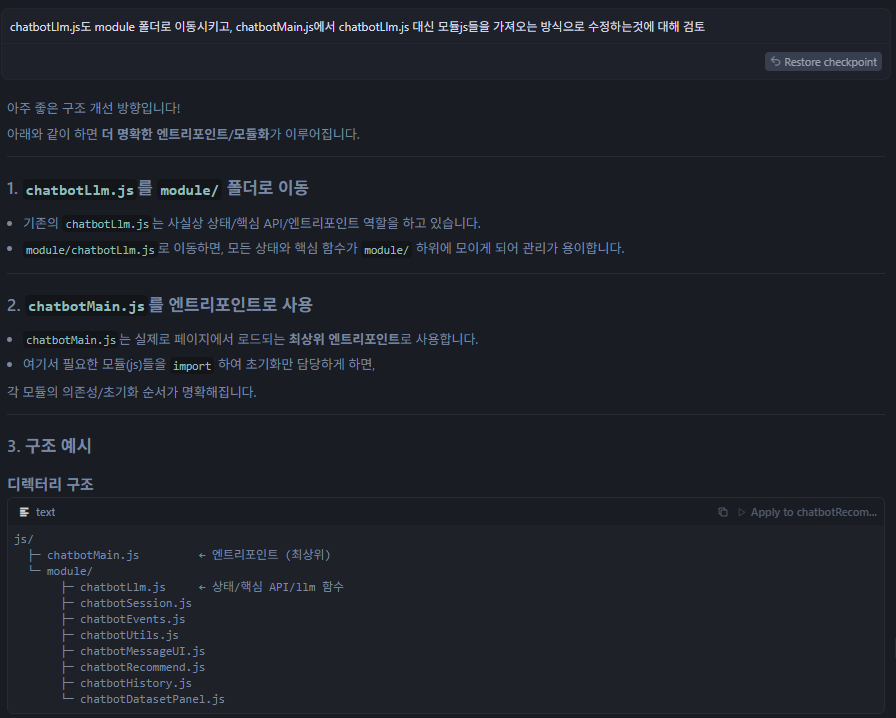 chatbotLlm.js도 module 폴더로 이동시키고, chatbotMain.js에서 chatbotLlm.js 대신 모듈js들을 가져오는 방식으로 수정하는것에 대해 검토
Restore checkpoint
아주 좋은 구조 개선 방향입니다!
아래와 같이 하면 더 명확한 엔트리포인트/모듈화가 이루어집니다.
1. chatbotLlm.js를 module/ 폴더로 이동
기존의 chatbotLlm.js는 사실상 상태/핵심 API/엔트리포인트 역할을 하고 있습니다.
module/chatbotLlm.js로 이동하면, 모든 상태와 핵심 함수가 module/ 하위에 모이게 되어 관리가 용이합니다.
2. chatbotMain.js를 엔트리포인트로 사용
chatbotMain.js는 실제로 페이지에서 로드되는 최상위 엔트리포인트로 사용합니다.
여기서 필요한 모듈(js)들을 import 하여 초기화만 담당하게 하면,
각 모듈의 의존성/초기화 순서가 명확해집니다.
3. 구조 예시
디렉터리 구조
text
Apply to chatbotRecom...
js/
├─ chatbotMain.js ← 엔트리포인트 (최상위)
└─ module/
├─ chatbotLlm.js ← 상태/핵심 API/llm 함수
├─ chatbotSession.js
├─ chatbotEvents.js
├─ chatbotUtils.js
├─ chatbotMessageUI.js
├─ chatbotRecommend.js
├─ chatbotHistory.js
└─ chatbotDatasetPanel.js